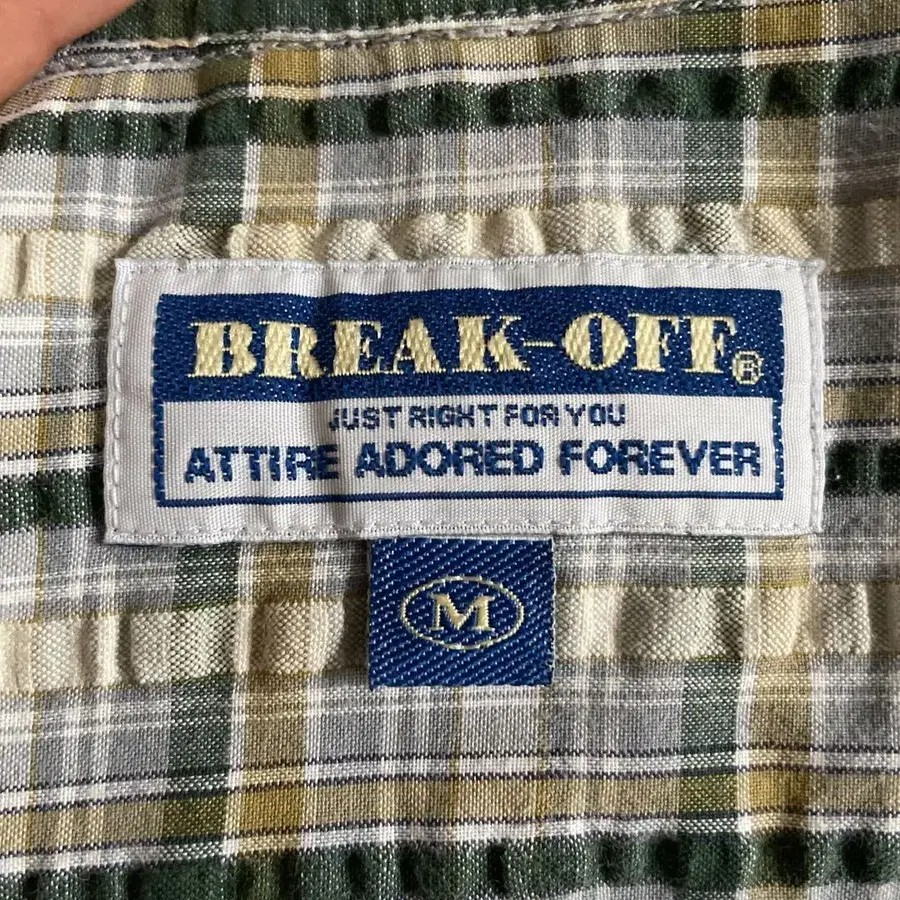 BREAK-OFF®
JUST RIGHT FOR YOU
ATTIRE ADORED FOREVER
M